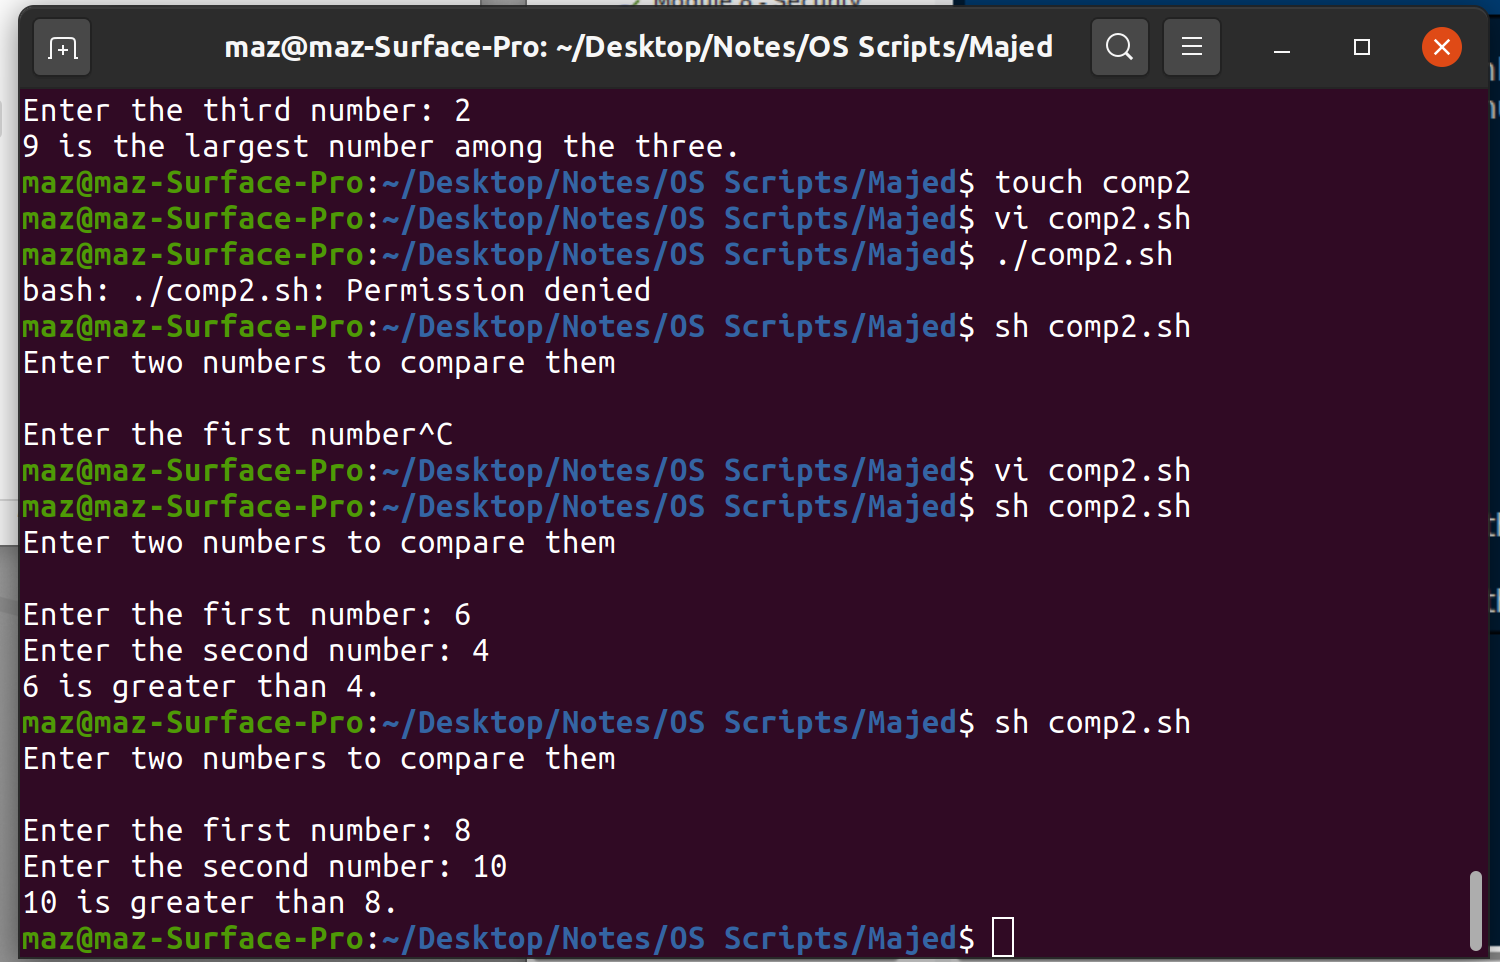 Module 8 - Security
maz@maz-Surface-Pro: ~/Desktop/Notes/OS Scripts/Majed
Enter the third number: 2
9 is the largest number among the three.
maz@maz-Surface-Pro:~/Desktop/Notes/OS Scripts/Majed$ touch comp2
maz@maz-Surface-Pro:~/Desktop/Notes/OS Scripts/Majed$ vi comp2.sh
maz@maz-Surface-Pro:~/Desktop/Notes/OS Scripts/Majed$ ./comp2.sh
bash: ./comp2.sh: Permission denied
maz@maz-Surface-Pro:~/Desktop/Notes/OS Scripts/Majed$ sh comp2.sh
Enter two numbers to compare them
Enter the first number^C
maz@maz-Surface-Pro:~/Desktop/Notes/OS Scripts/Majed$ vi comp2.sh
maz@maz-Surface-Pro:~/Desktop/Notes/OS Scripts/Majed$ sh comp2.sh
Enter two numbers to compare them
Enter the first number: 6
Enter the second number: 4
6 is greater than 4.
maz@maz-Surface-Pro:~/Desktop/Notes/OS Scripts/Majed$ sh comp2.sh
Enter two numbers to compare them
Enter the first number: 8
Enter the second number: 10
10 is greater than 8.
maz@maz-Surface-Pro:~/Desktop/Notes/OS Scripts/Majed$